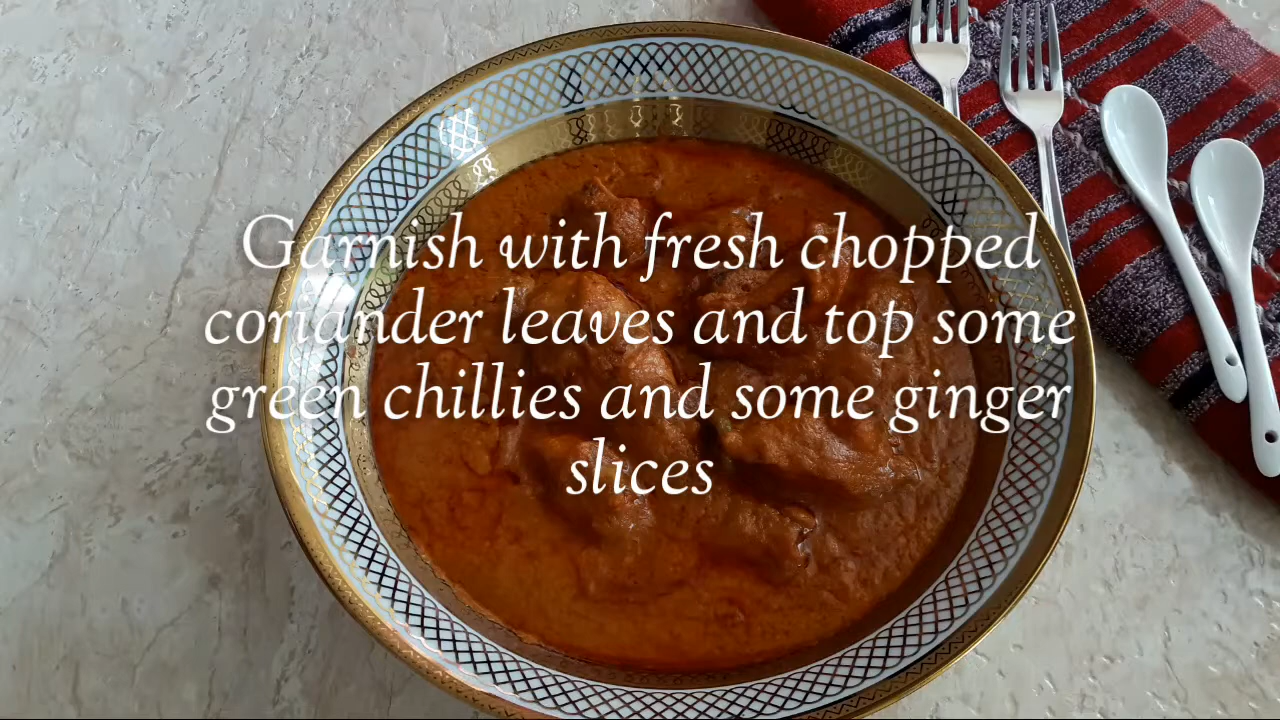 Garnish with fresh chopped
coriander leaves and top some
green chillies and some ginger
slices